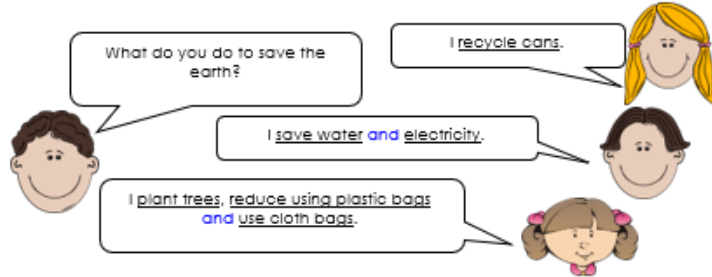 What do you do to save the
earth?
I recycle cans.
I save water and electricity.
I plant trees, reduce using plastic bags
and use cloth bags.